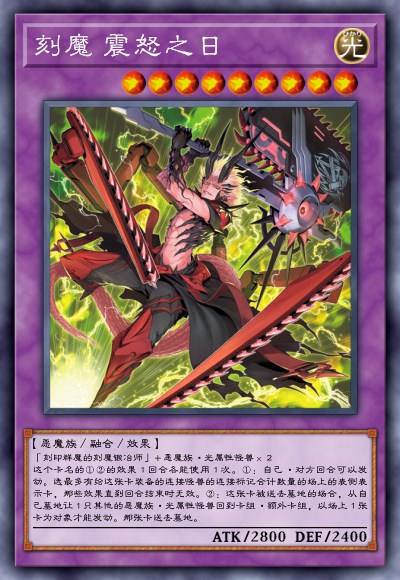 刻魔 震怒之日
ひかり
光
【恶魔族／融合／效果】
「刻印群魔的刻魔锻冶师」＋恶魔族·光属性怪兽×2
这个卡名的①②的效果1回合各能使用1次。①：自己·对方回合可以发
动。选最多有给这张卡装备的连接怪兽的连接标记合计数量的场上的表侧表
示卡，那些效果直到回合结束时无效。②：这张卡被送去墓地的场合，从自
己墓地让1只其他的恶魔族·光属性怪兽回到卡组·额外卡组，以场上1张
卡为对象才能发动。那张卡送去墓地。
ATK/2800 DEF/2400